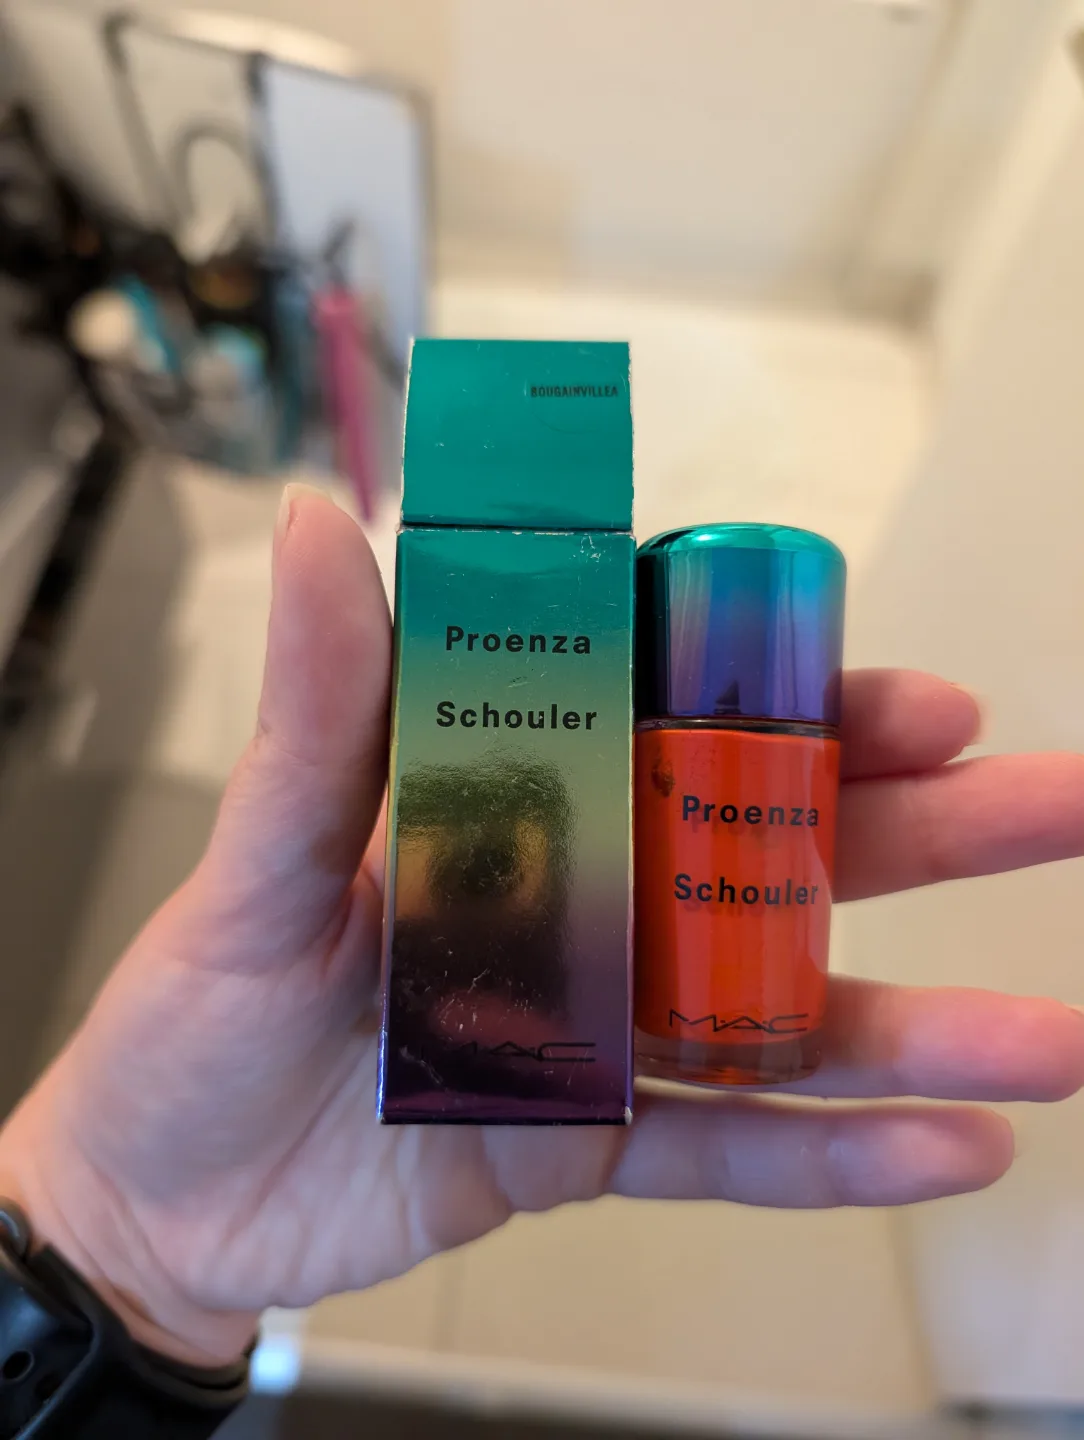 BOUGAINVILLEA
Proenza
Schouler
MAC
Proenza
Schouler
MAC